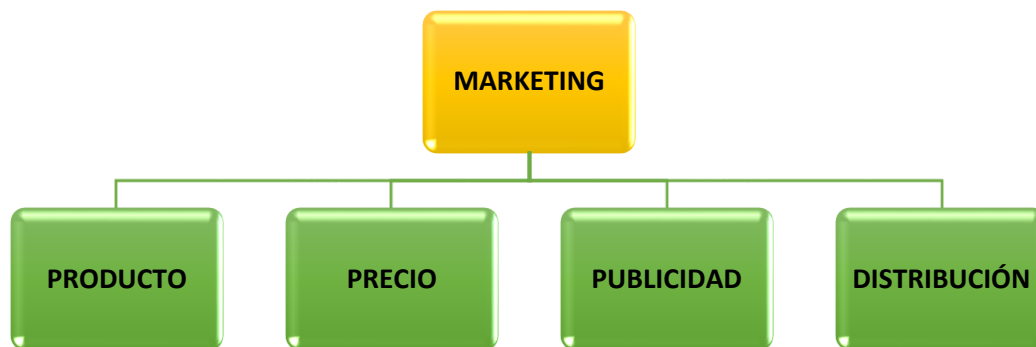 MARKETING
PRODUCTO
PRECIO
PUBLICIDAD
DISTRIBUCIÓN